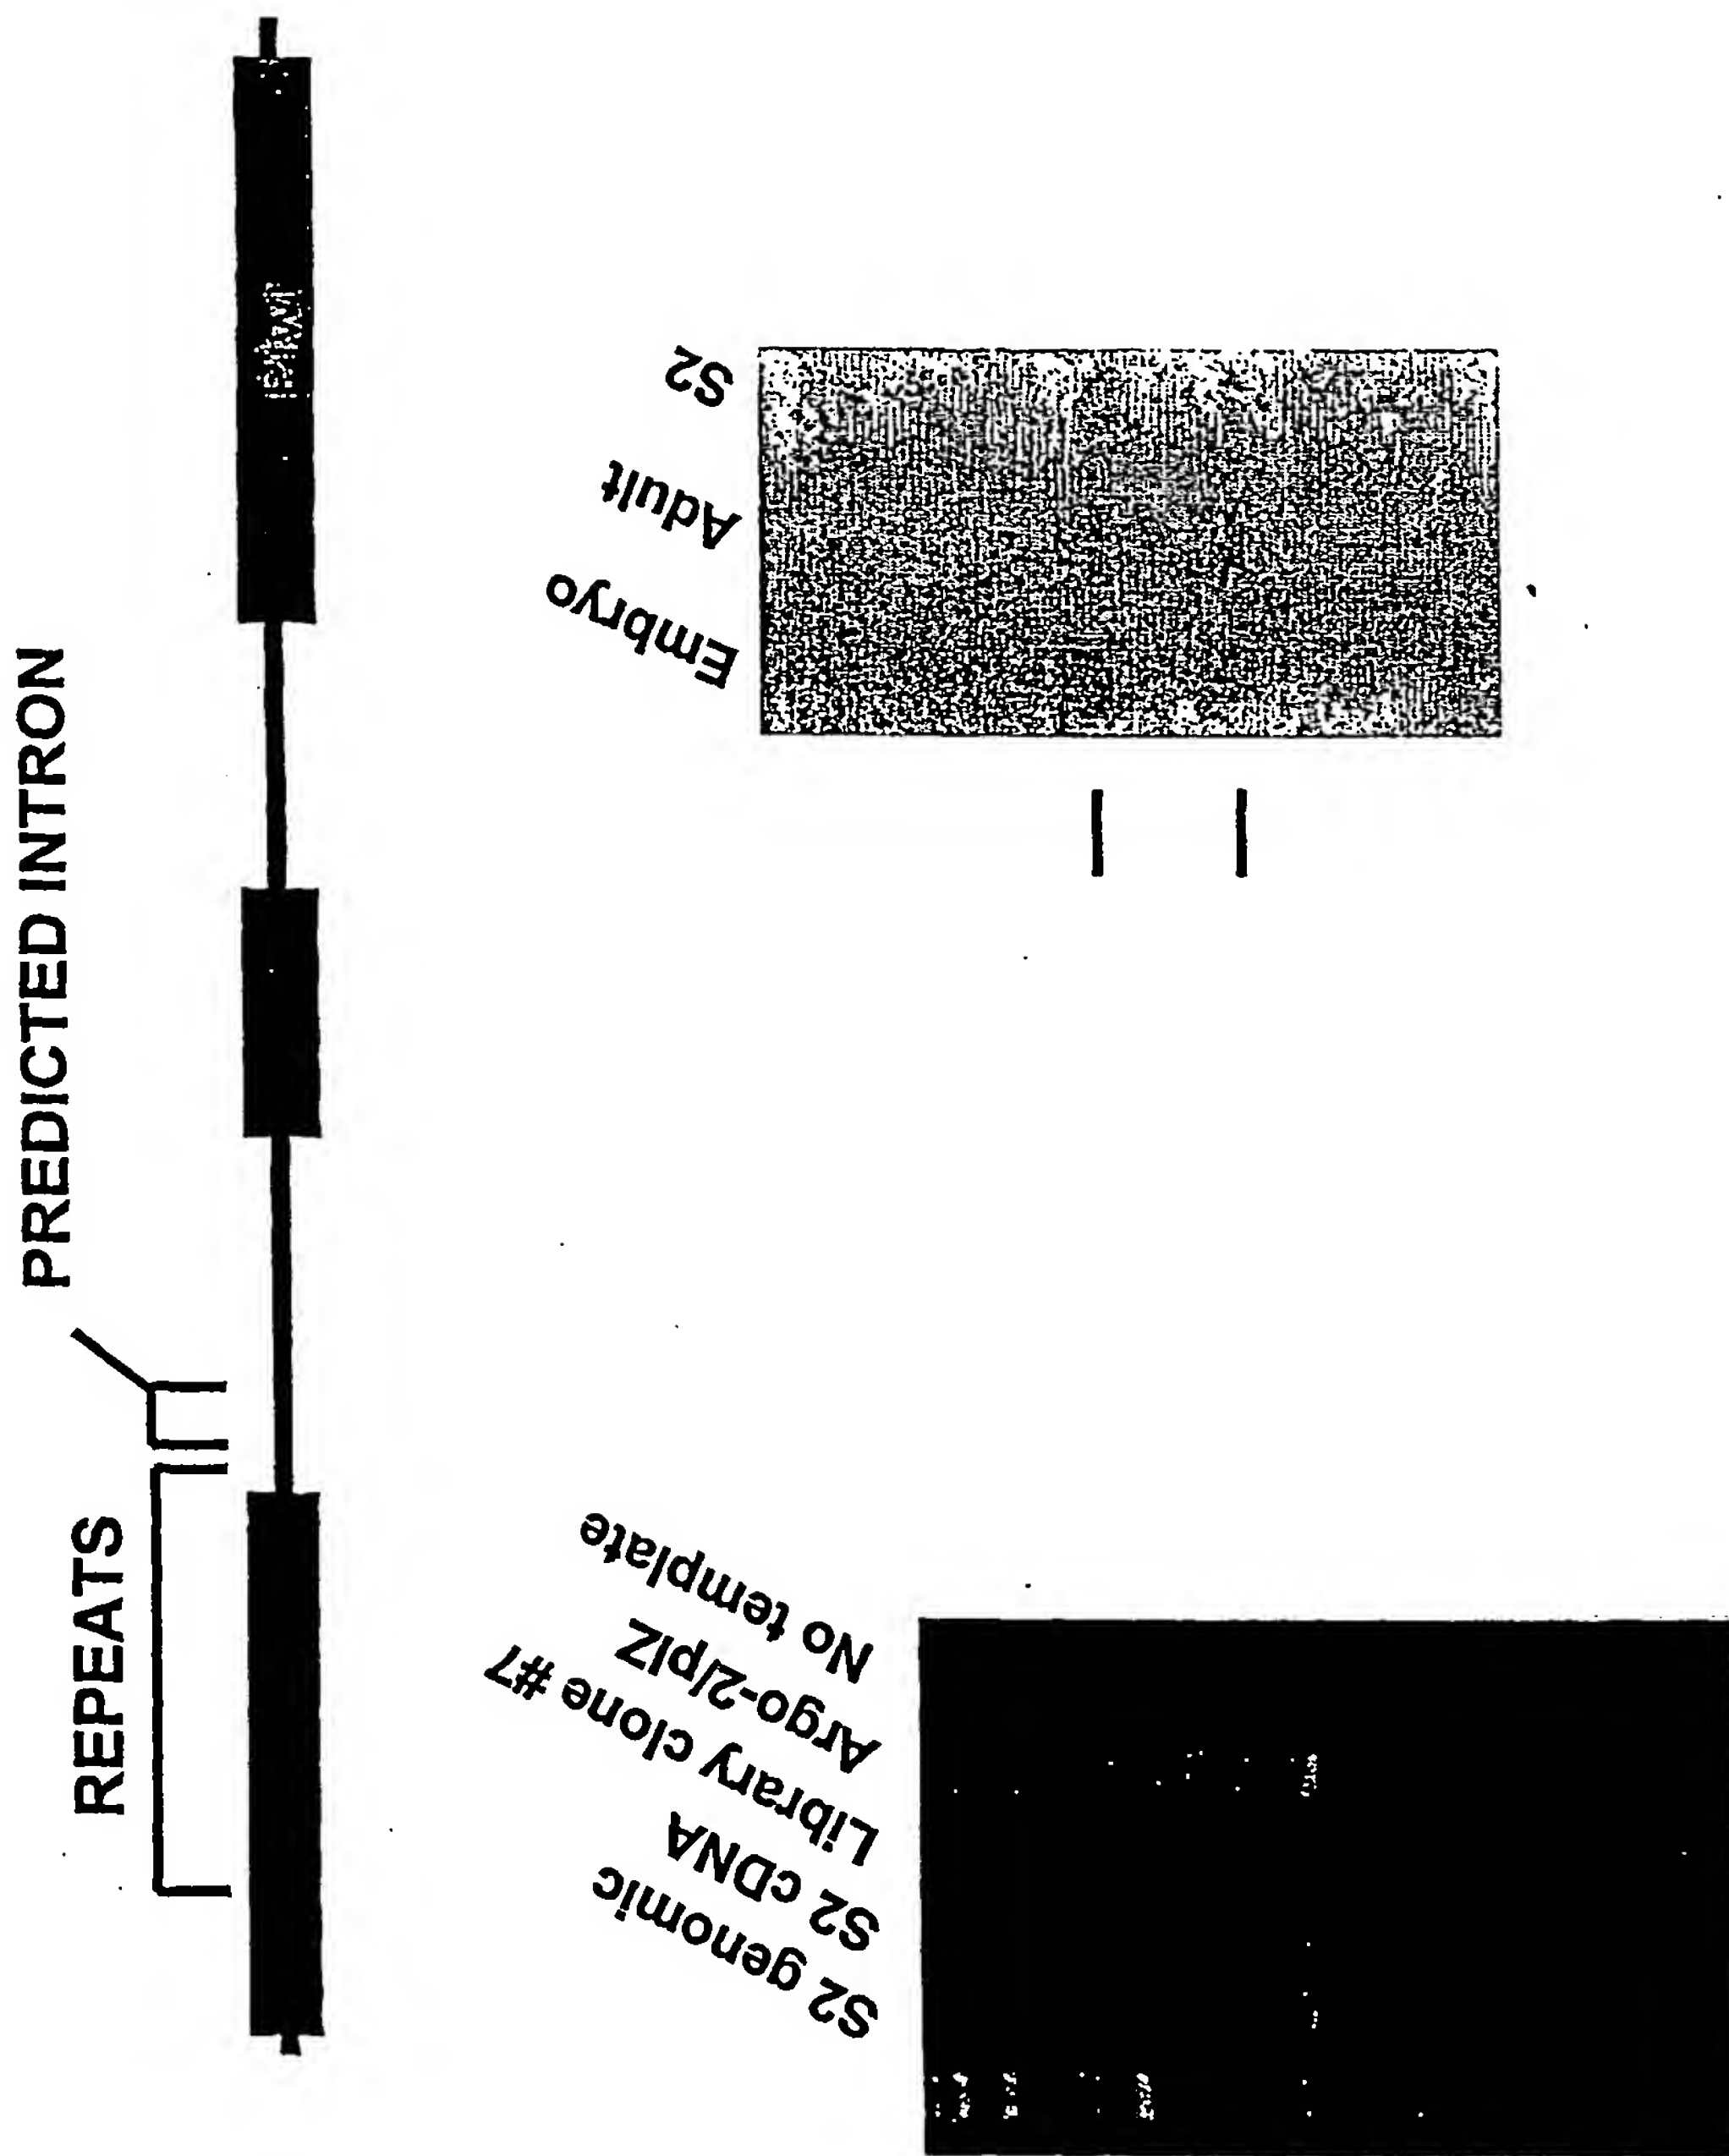 REPEATS
PREDICTED INTRON
S2 genomic
S2 cDNA
Library clone #7
Argo-2/pIZ
No template
Embryo
Adult
S2